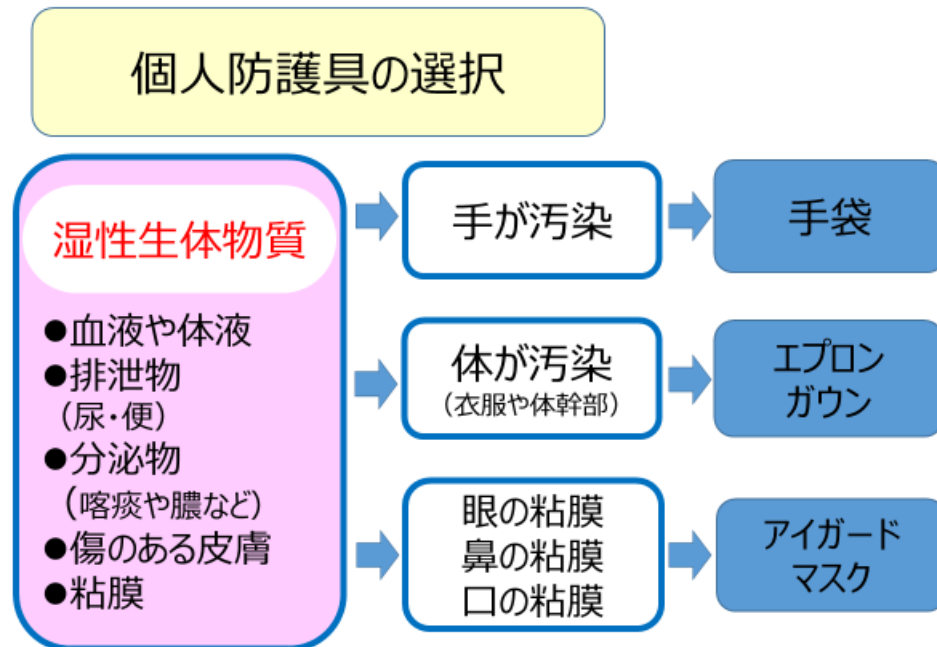 個人防護具の選択
湿性生体物質
●血液や体液
●排泄物
(尿・便)
●分泌物
(喀痰や膿など)
●傷のある皮膚
●粘膜
手が汚染
手袋
体が汚染
(衣服や体幹部)
エプロン
ガウン
眼の粘膜
鼻の粘膜
口の粘膜
アイガード
マスク